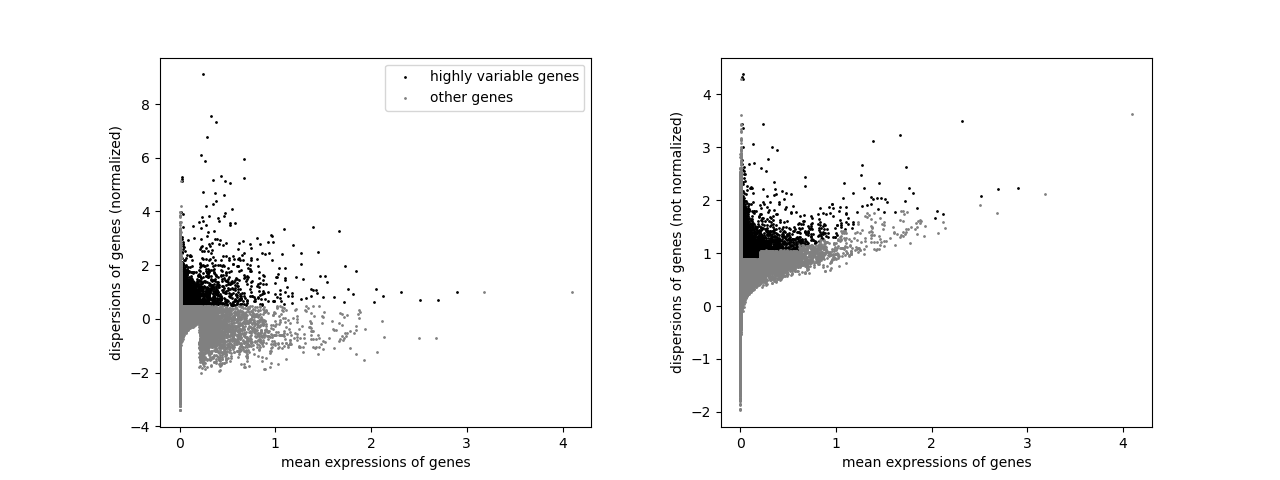 highly variable genes
other genes
dispersions of genes (normalized)
8
6
4
2
0
−2
−4
0 1 2 3 4
mean expressions of genes
dispersions of genes (not normalized)
4
3
2
1
0
−1
−2
0 1 2 3 4
mean expressions of genes